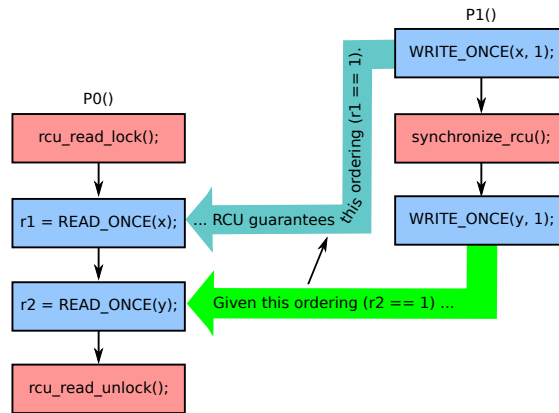 P1()
WRITE_ONCE(x, 1);
P0()
rcu_read_lock();
synchronize_rcu();
r1 = READ_ONCE(x);
... RCU guarantees
this ordering (r1 == 1).
WRITE_ONCE(y, 1);
r2 = READ_ONCE(y);
Given this ordering (r2 == 1) ...
rcu_read_unlock();